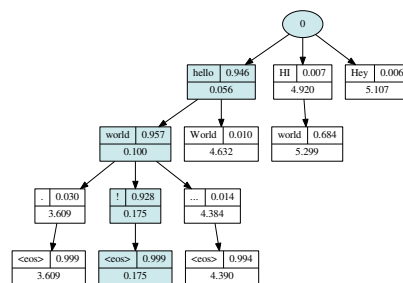 0
hello 0.946 HI 0.007 Hey 0.006
0.056 4.920 5.107
world 0.957 World 0.010 world 0.684
0.100 4.632 5.299
. 0.030 ! 0.928 ... 0.014
3.609 0.175 4.384
<eos> 0.999 <eos> 0.999 <eos> 0.994
3.609 0.175 4.390